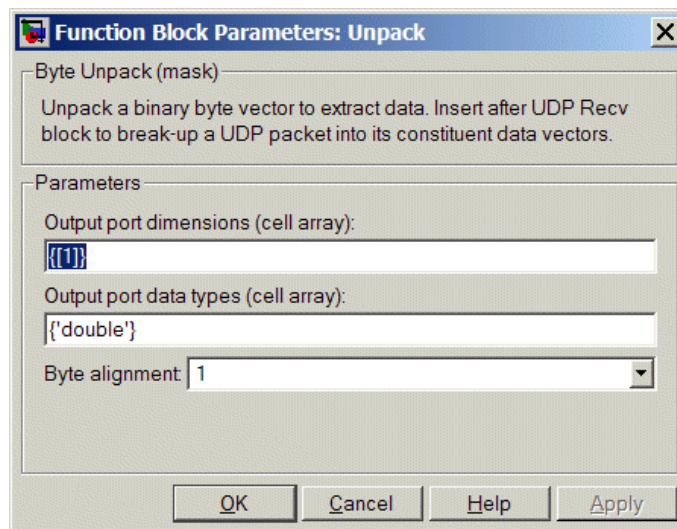 Function Block Parameters: Unpack
Byte Unpack (mask)
Unpack a binary byte vector to extract data. Insert after UDP Recv
block to break-up a UDP packet into its constituent data vectors.
Parameters
Output port dimensions (cell array):
{[1]}
Output port data types (cell array):
{'double'}
Byte alignment: 1
OK Cancel Help Apply